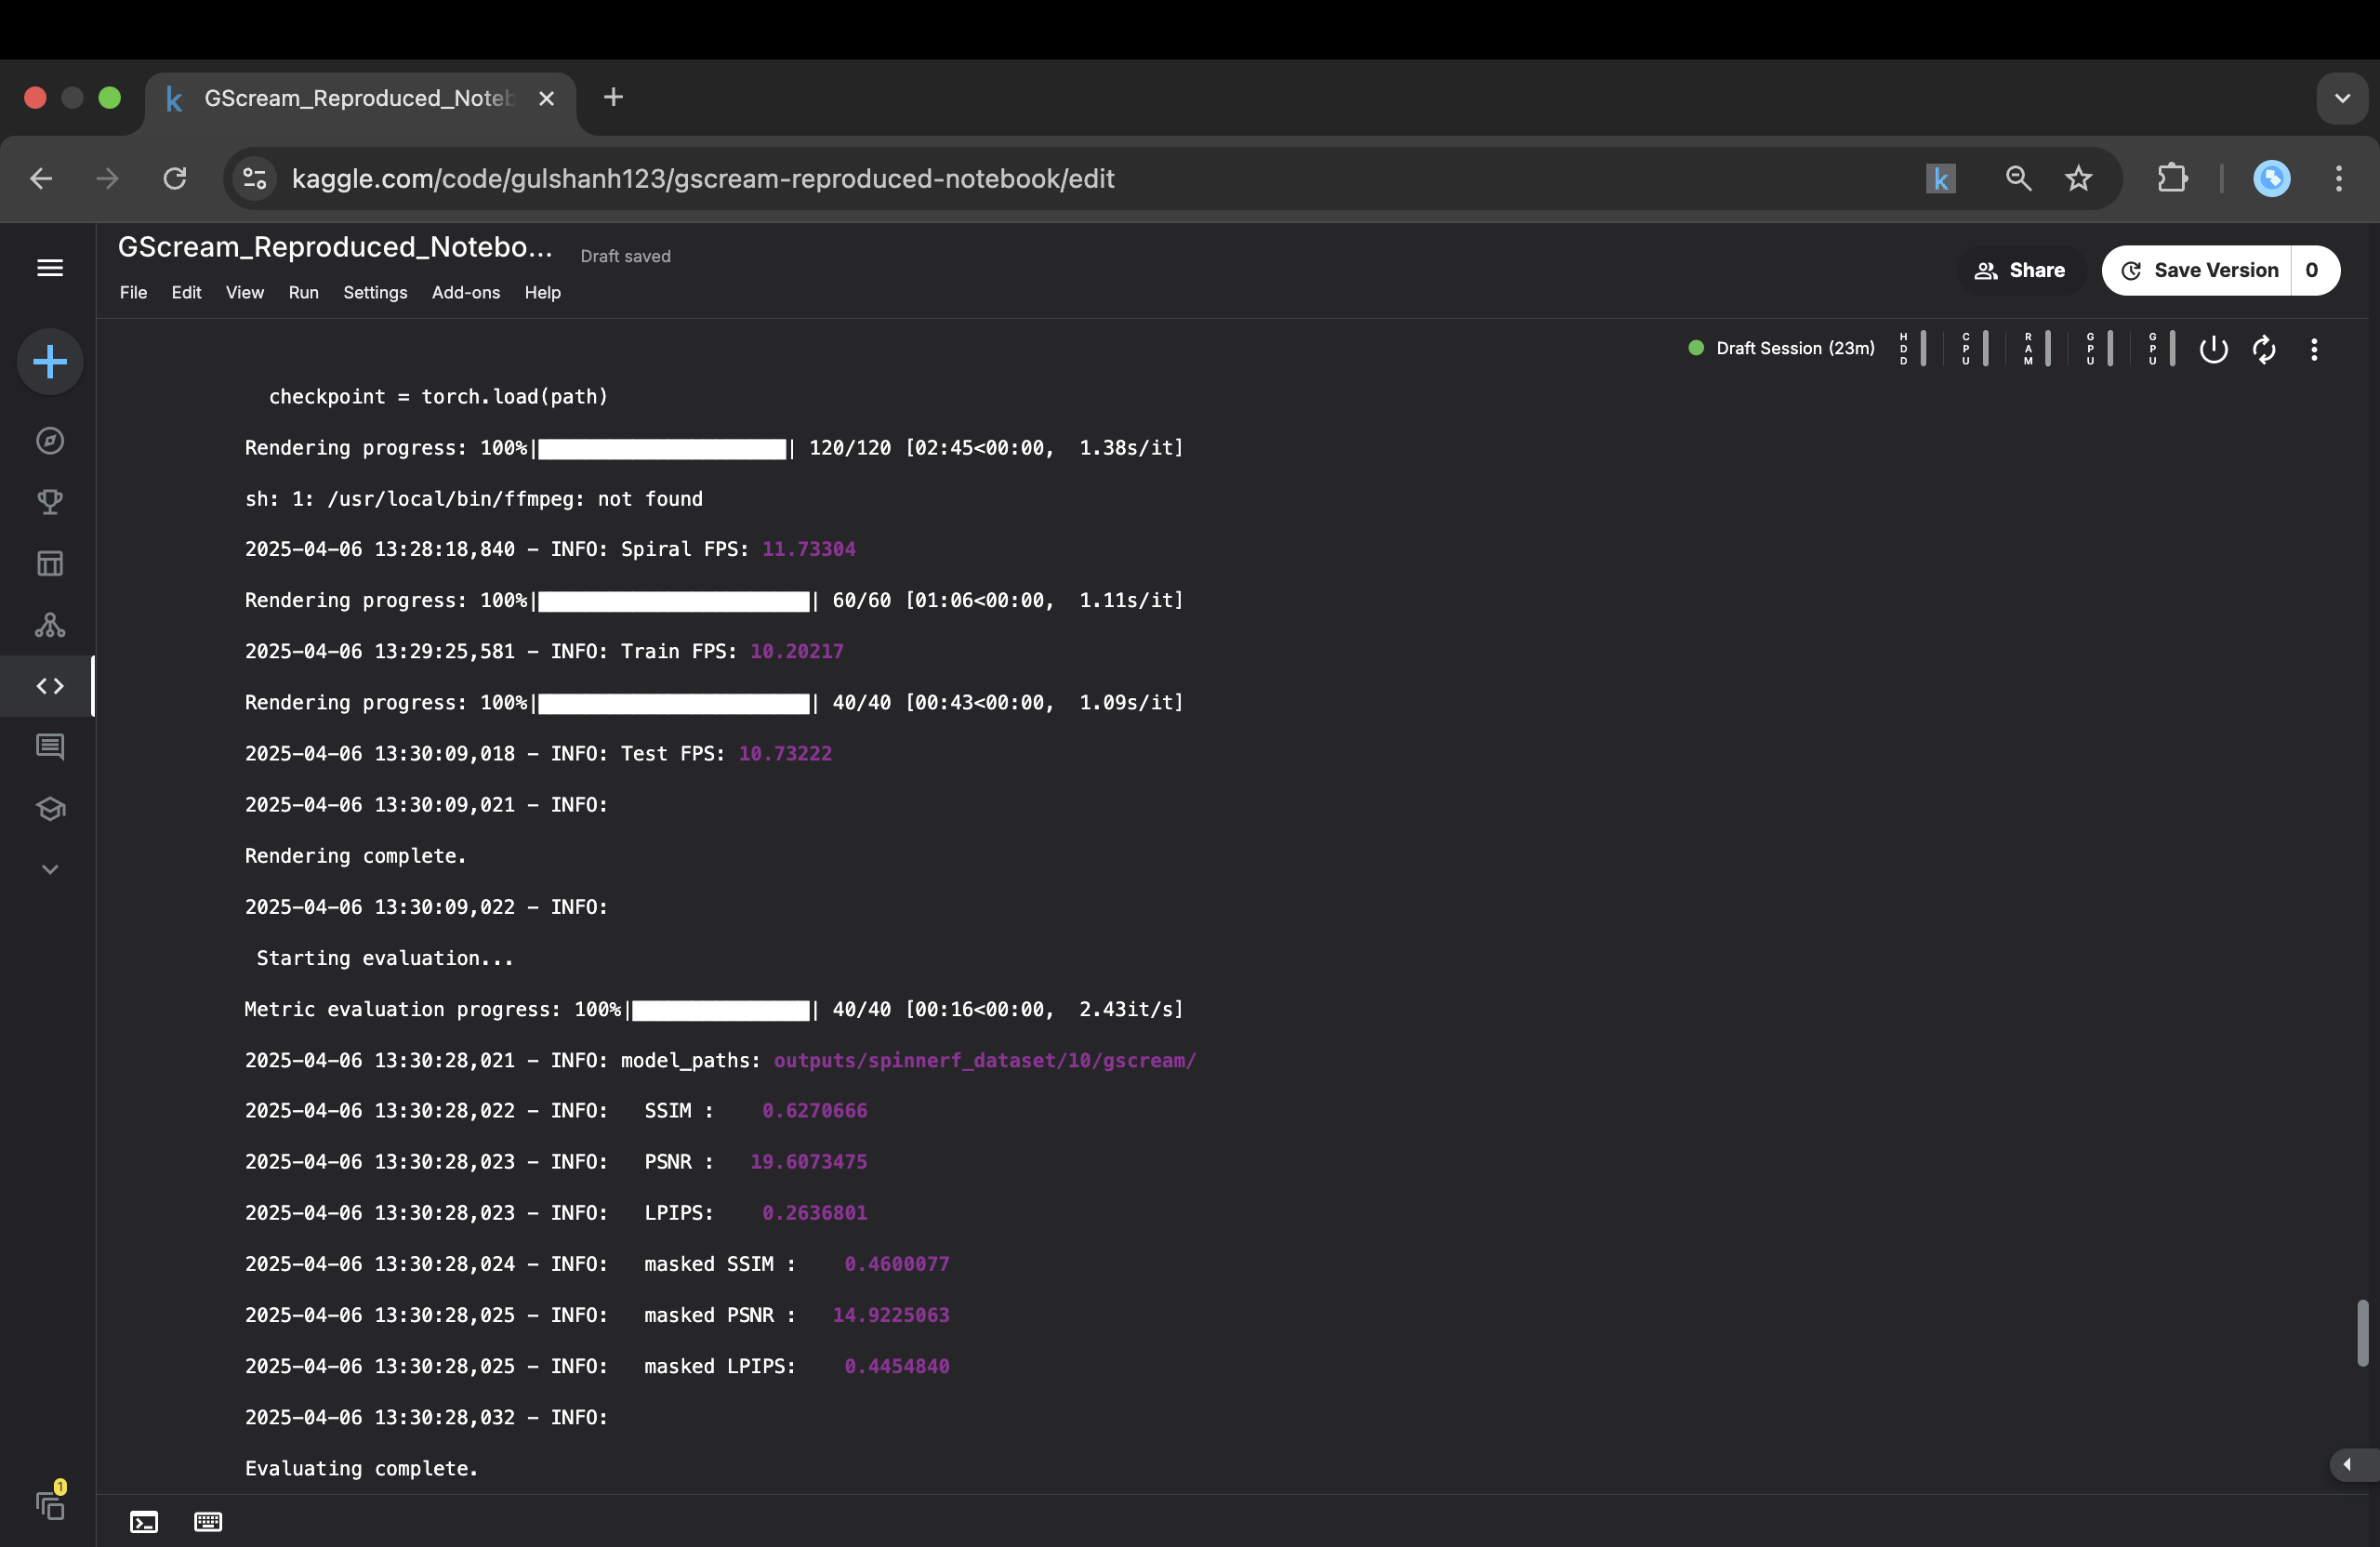 GScream_Reproduced_Noteb
kaggle.com/code/gulshanh123/gscream-reproduced-notebook/edit
GScream_Reproduced_Notebo...
Draft saved
File Edit View Run Settings Add-ons Help
Share
Save Version 0
Draft Session (23m) HDD CPU RAM GPU GPU
checkpoint = torch.load(path)
Rendering progress: 100%| | 120/120 [02:45<00:00, 1.38s/it]
sh: 1: /usr/local/bin/ffmpeg: not found
2025-04-06 13:28:18,840 - INFO: Spiral FPS: 11.73304
Rendering progress: 100%| | 60/60 [01:06<00:00, 1.11s/it]
2025-04-06 13:29:25,581 - INFO: Train FPS: 10.20217
Rendering progress: 100%| | 40/40 [00:43<00:00, 1.09s/it]
2025-04-06 13:30:09,018 - INFO: Test FPS: 10.73222
2025-04-06 13:30:09,021 - INFO:
Rendering complete.
2025-04-06 13:30:09,022 - INFO:
Starting evaluation...
Metric evaluation progress: 100%| | 40/40 [00:16<00:00, 2.43it/s]
2025-04-06 13:30:28,021 - INFO: model_paths: outputs/spinnerf_dataset/10/gscream/
2025-04-06 13:30:28,022 - INFO: SSIM : 0.6270666
2025-04-06 13:30:28,023 - INFO: PSNR : 19.6073475
2025-04-06 13:30:28,023 - INFO: LPIPS: 0.2636801
2025-04-06 13:30:28,024 - INFO: masked SSIM : 0.4600077
2025-04-06 13:30:28,025 - INFO: masked PSNR : 14.9225063
2025-04-06 13:30:28,025 - INFO: masked LPIPS: 0.4454840
2025-04-06 13:30:28,032 - INFO:
Evaluating complete.
1